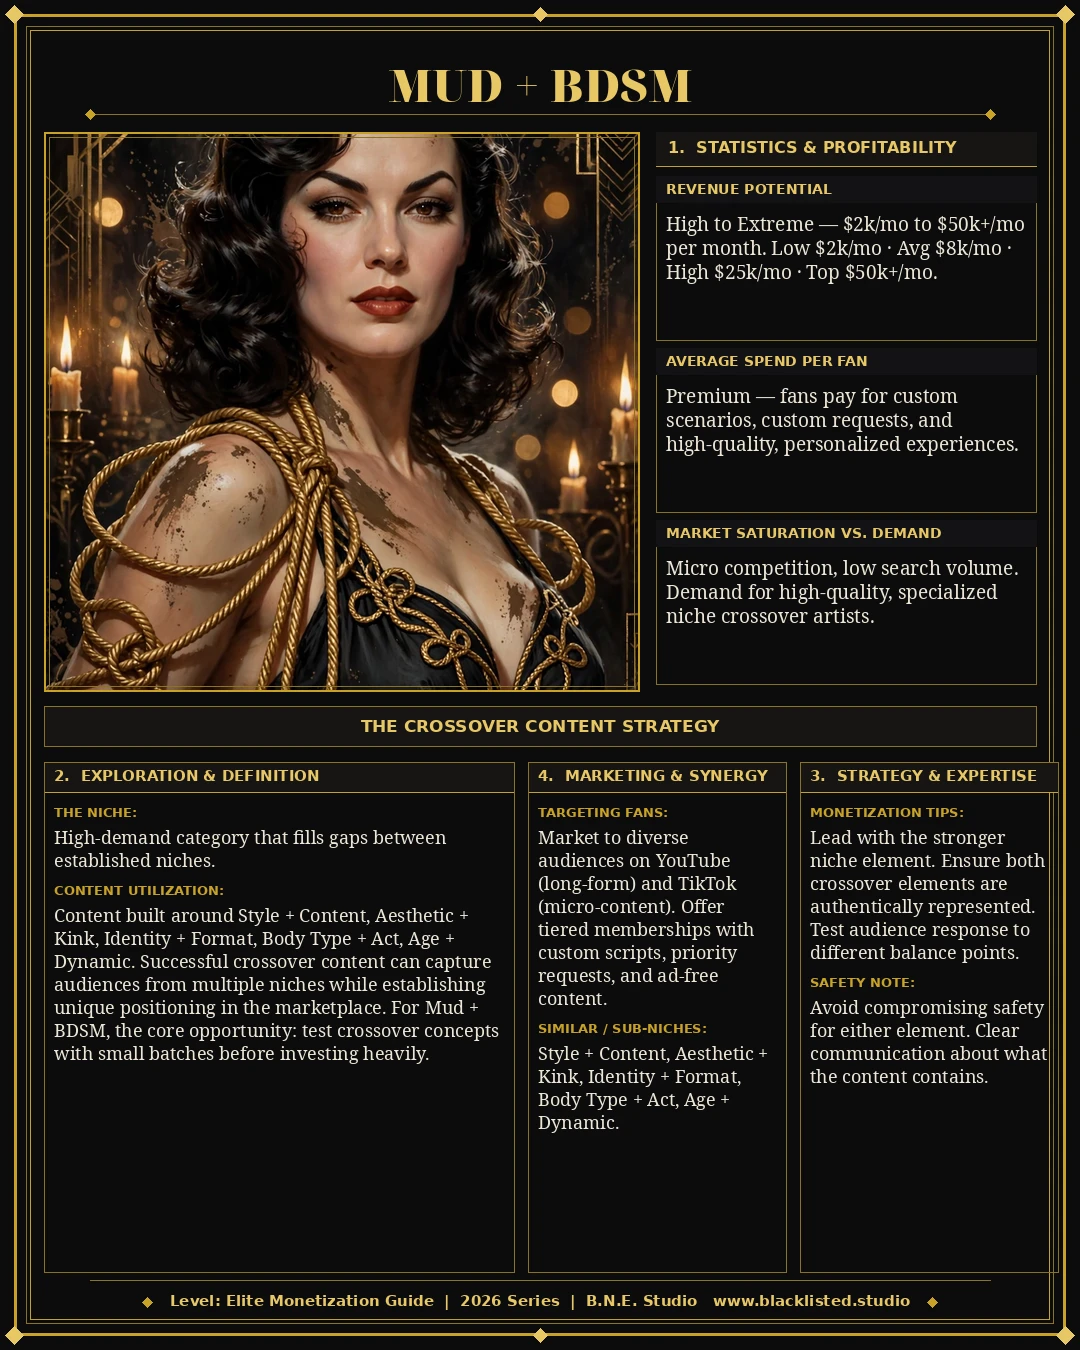 MUD + BDSM
1. STATISTICS & PROFITABILITY
REVENUE POTENTIAL
High to Extreme — $2k/mo to $50k+/mo
per month. Low $2k/mo · Avg $8k/mo ·
High $25k/mo · Top $50k+/mo.
AVERAGE SPEND PER FAN
Premium — fans pay for custom
scenarios, custom requests, and
high-quality, personalized experiences.
MARKET SATURATION VS. DEMAND
Micro competition, low search volume.
Demand for high-quality, specialized
niche crossover artists.
THE CROSSOVER CONTENT STRATEGY
2. EXPLORATION & DEFINITION
THE NICHE:
High-demand category that fills gaps between
established niches.
CONTENT UTILIZATION:
Content built around Style + Content, Aesthetic +
Kink, Identity + Format, Body Type + Act, Age +
Dynamic. Successful crossover content can capture
audiences from multiple niches while establishing
unique positioning in the marketplace. For Mud +
BDSM, the core opportunity: test crossover concepts
with small batches before investing heavily.
4. MARKETING & SYNERGY
TARGETING FANS:
Market to diverse
audiences on YouTube
(long-form) and TikTok
(micro-content). Offer
tiered memberships with
custom scripts, priority
requests, and ad-free
content.
SIMILAR / SUB-NICHES:
Style + Content, Aesthetic +
Kink, Identity + Format,
Body Type + Act, Age +
Dynamic.
3. STRATEGY & EXPERTISE
MONETIZATION TIPS:
Lead with the stronger
niche element. Ensure both
crossover elements are
authentically represented.
Test audience response to
different balance points.
SAFETY NOTE:
Avoid compromising safety
for either element. Clear
communication about what
the content contains.
Level: Elite Monetization Guide | 2026 Series | B.N.E. Studio www.blacklisted.studio